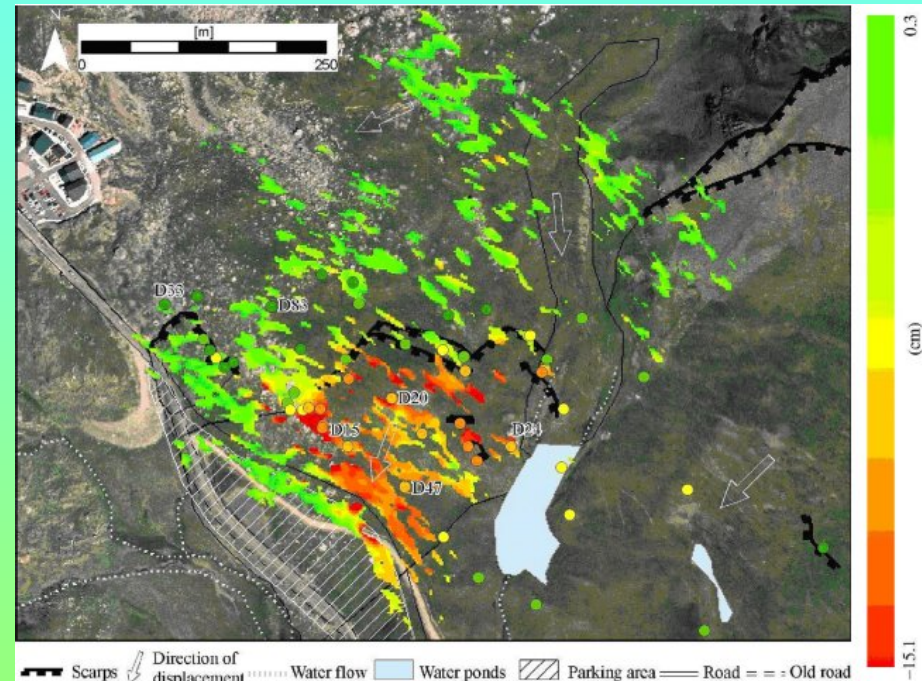 N
[m]
0 250
0.3
(cm)
−15.1
D33
D83
D20
D15
D24
D47
Scarps
Direction of
displacement
Water flow
Water ponds
Parking area
Road
Old road